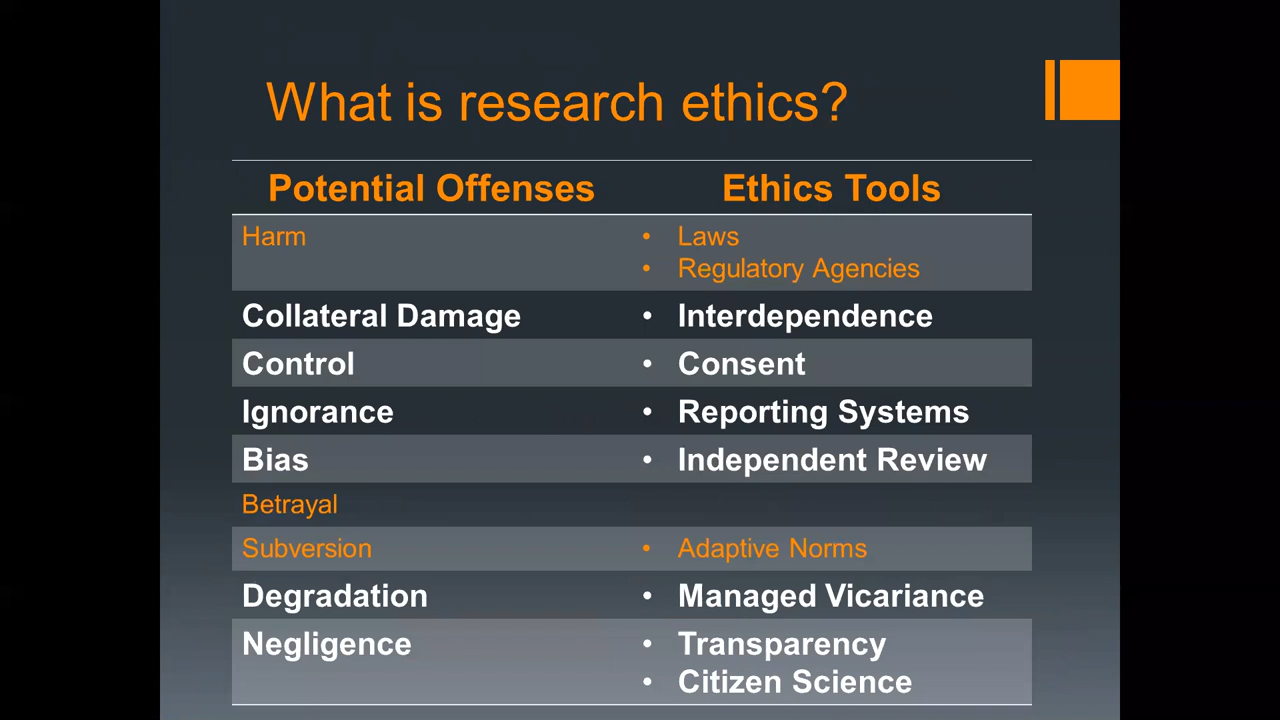 What is research ethics?
Potential Offenses Ethics Tools
Harm • Laws
• Regulatory Agencies
Collateral Damage • Interdependence
Control • Consent
Ignorance • Reporting Systems
Bias • Independent Review
Betrayal
Subversion • Adaptive Norms
Degradation • Managed Vicariance
Negligence • Transparency
• Citizen Science